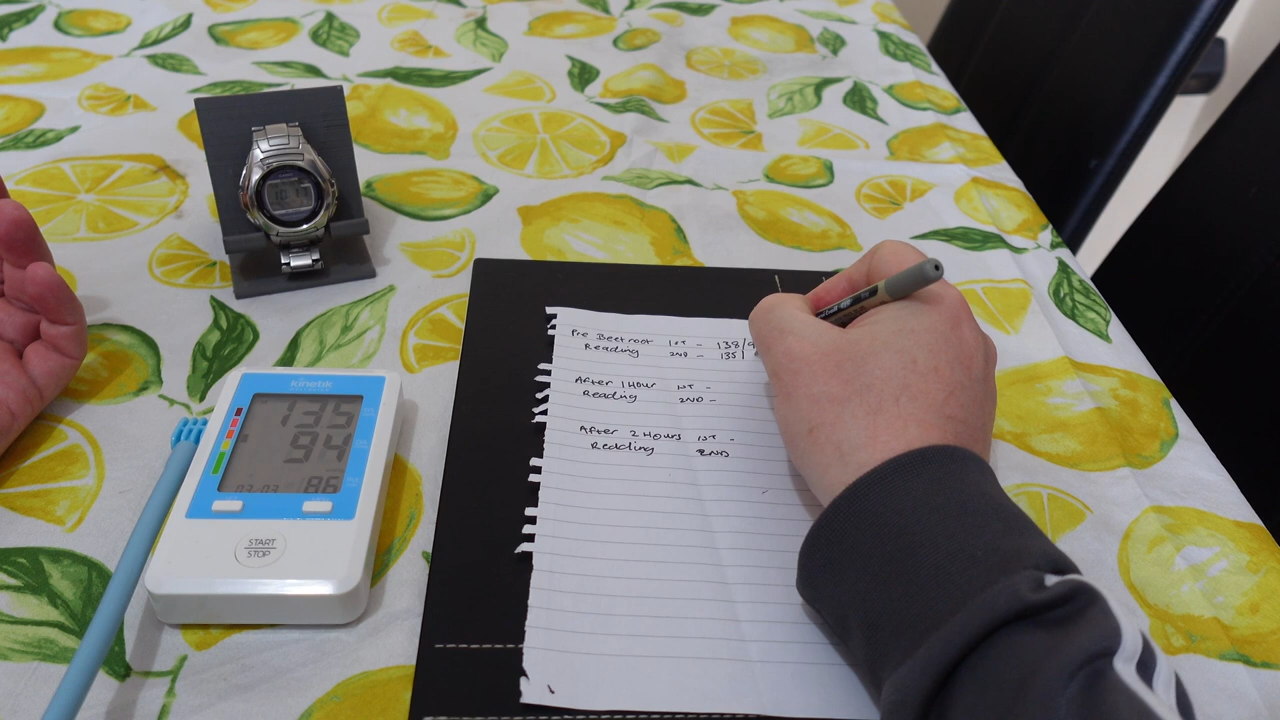 kinetik
135
94
86
START
STOP
Pre Beetroot 1ST - 138/9
Reading 2ND - 135/
After 1 Hour 1ST -
Reading 2ND -
After 2 Hours 1ST -
Reading 2ND